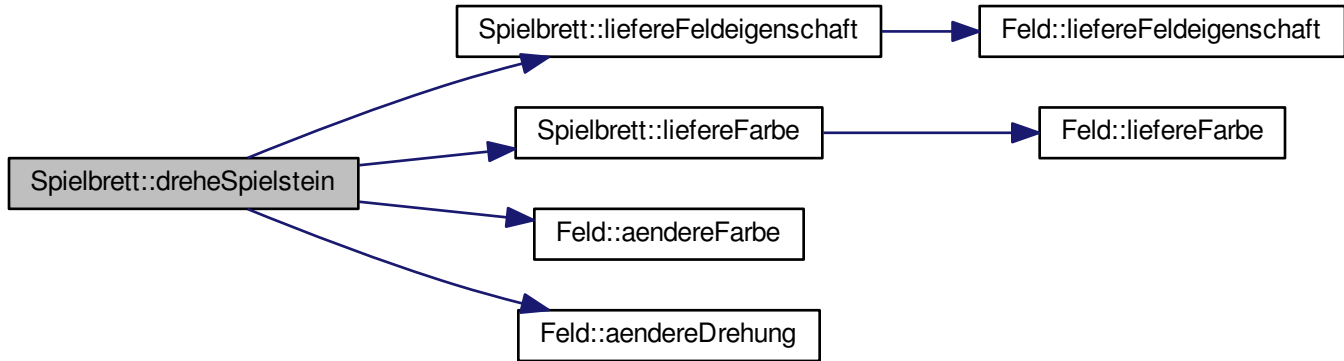 Spielbrett::liefereFeldeigenschaft
Feld::liefereFeldeigenschaft
Spielbrett::liefereFarbe
Feld::liefereFarbe
Spielbrett::dreheSpielstein
Feld::aendereFarbe
Feld::aendereDrehung